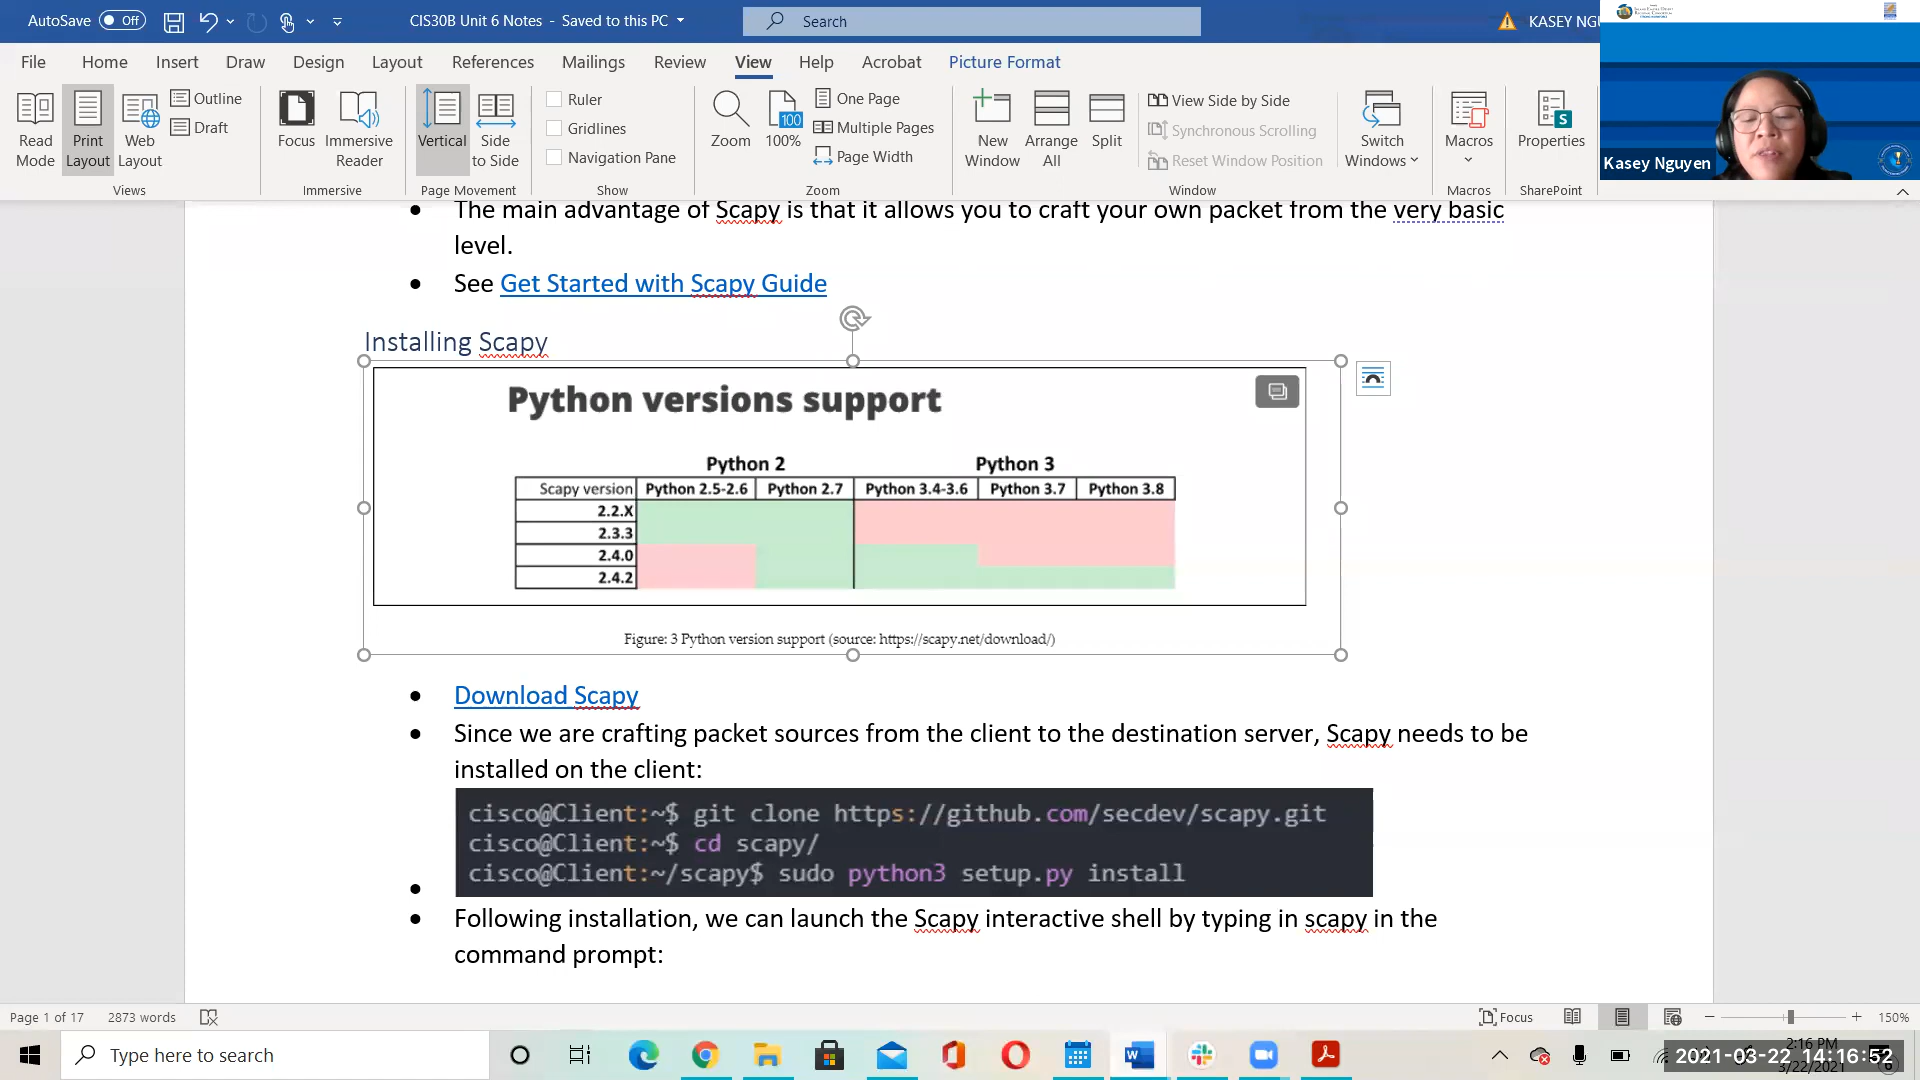 AutoSave Off
CIS30B Unit 6 Notes - Saved to this PC
Search
KASEY NGU
File Home Insert Draw Design Layout References Mailings Review View Help Acrobat Picture Format
Read Mode
Print Layout
Web Layout
Outline
Draft
Views
Focus
Immersive Reader
Immersive
Vertical
Side to Side
Page Movement
Ruler
Gridlines
Navigation Pane
Show
Zoom
100
100%
One Page
Multiple Pages
Page Width
Zoom
New Window
Arrange All
Split
View Side by Side
Synchronous Scrolling
Reset Window Position
Window
Switch Windows
Macros
Macros
S
Properties
SharePoint
Kasey Nguyen
• The main advantage of Scapy is that it allows you to craft your own packet from the very basic
level.
• See Get Started with Scapy Guide
Installing Scapy
Python versions support
Python 2 Python 3
Scapy version Python 2.5-2.6 Python 2.7 Python 3.4-3.6 Python 3.7 Python 3.8
2.2.X
2.3.3
2.4.0
2.4.2
Figure: 3 Python version support (source: https://scapy.net/download/)
• Download Scapy
• Since we are crafting packet sources from the client to the destination server, Scapy needs to be
installed on the client:
cisco@Client:~$ git clone https://github.com/secdev/scapy.git
cisco@Client:~$ cd scapy/
cisco@Client:~/scapy$ sudo python3 setup.py install
•
• Following installation, we can launch the Scapy interactive shell by typing in scapy in the
command prompt:
Page 1 of 17 2873 words
Focus
150%
Type here to search
2:16 PM
3/22/2021
2021-03-22 14:16:52